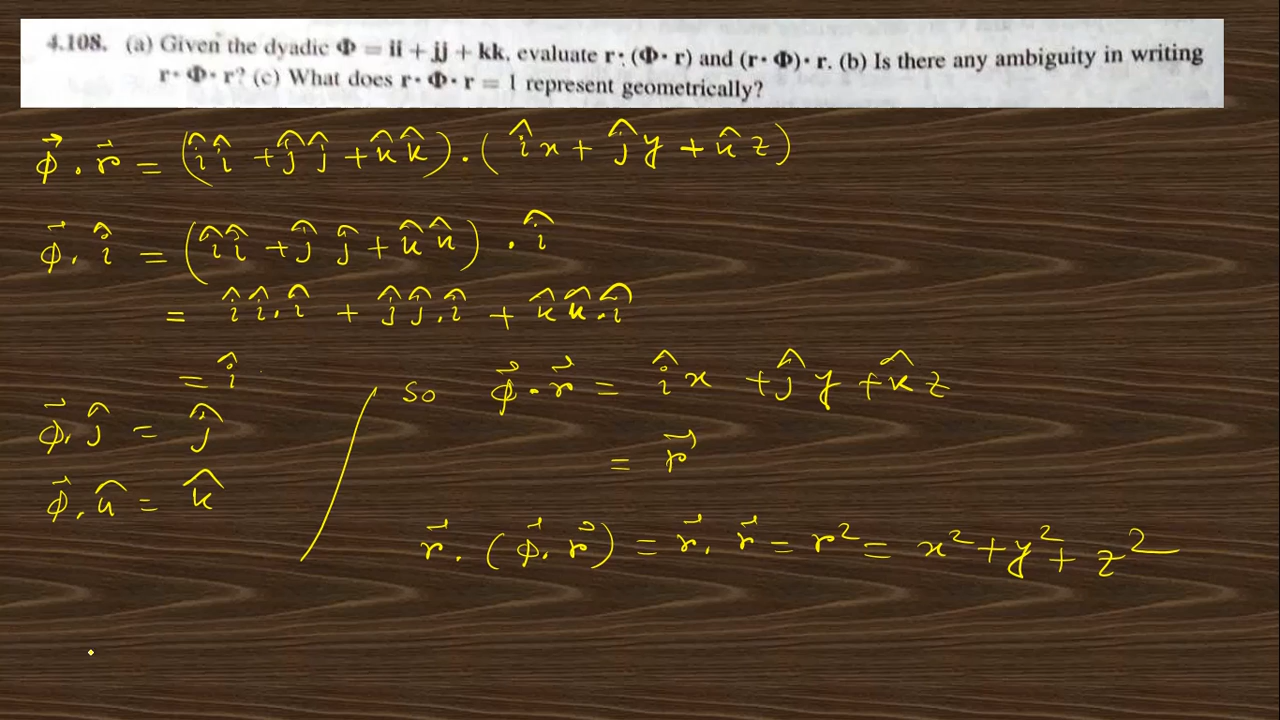 4.108. (a) Given the dyadic Φ = ii + jj + kk, evaluate r · (Φ · r) and (r · Φ) · r. (b) Is there any ambiguity in writing
r · Φ · r? (c) What does r · Φ · r = 1 represent geometrically?
ϕ⃗ . r⃗ = (îî + ĵĵ + k̂k̂) . (îx + ĵy + k̂z)
ϕ⃗ . î = (îî + ĵĵ + k̂k̂) . î
= îî.î + ĵĵ.î + k̂k̂.î
= î
ϕ⃗ . ĵ = ĵ
ϕ⃗ . k̂ = k̂
so ϕ⃗ . r⃗ = îx + ĵy + k̂z
= r⃗
r⃗ . (ϕ⃗ . r⃗) = r⃗ . r⃗ = r² = x² + y² + z²